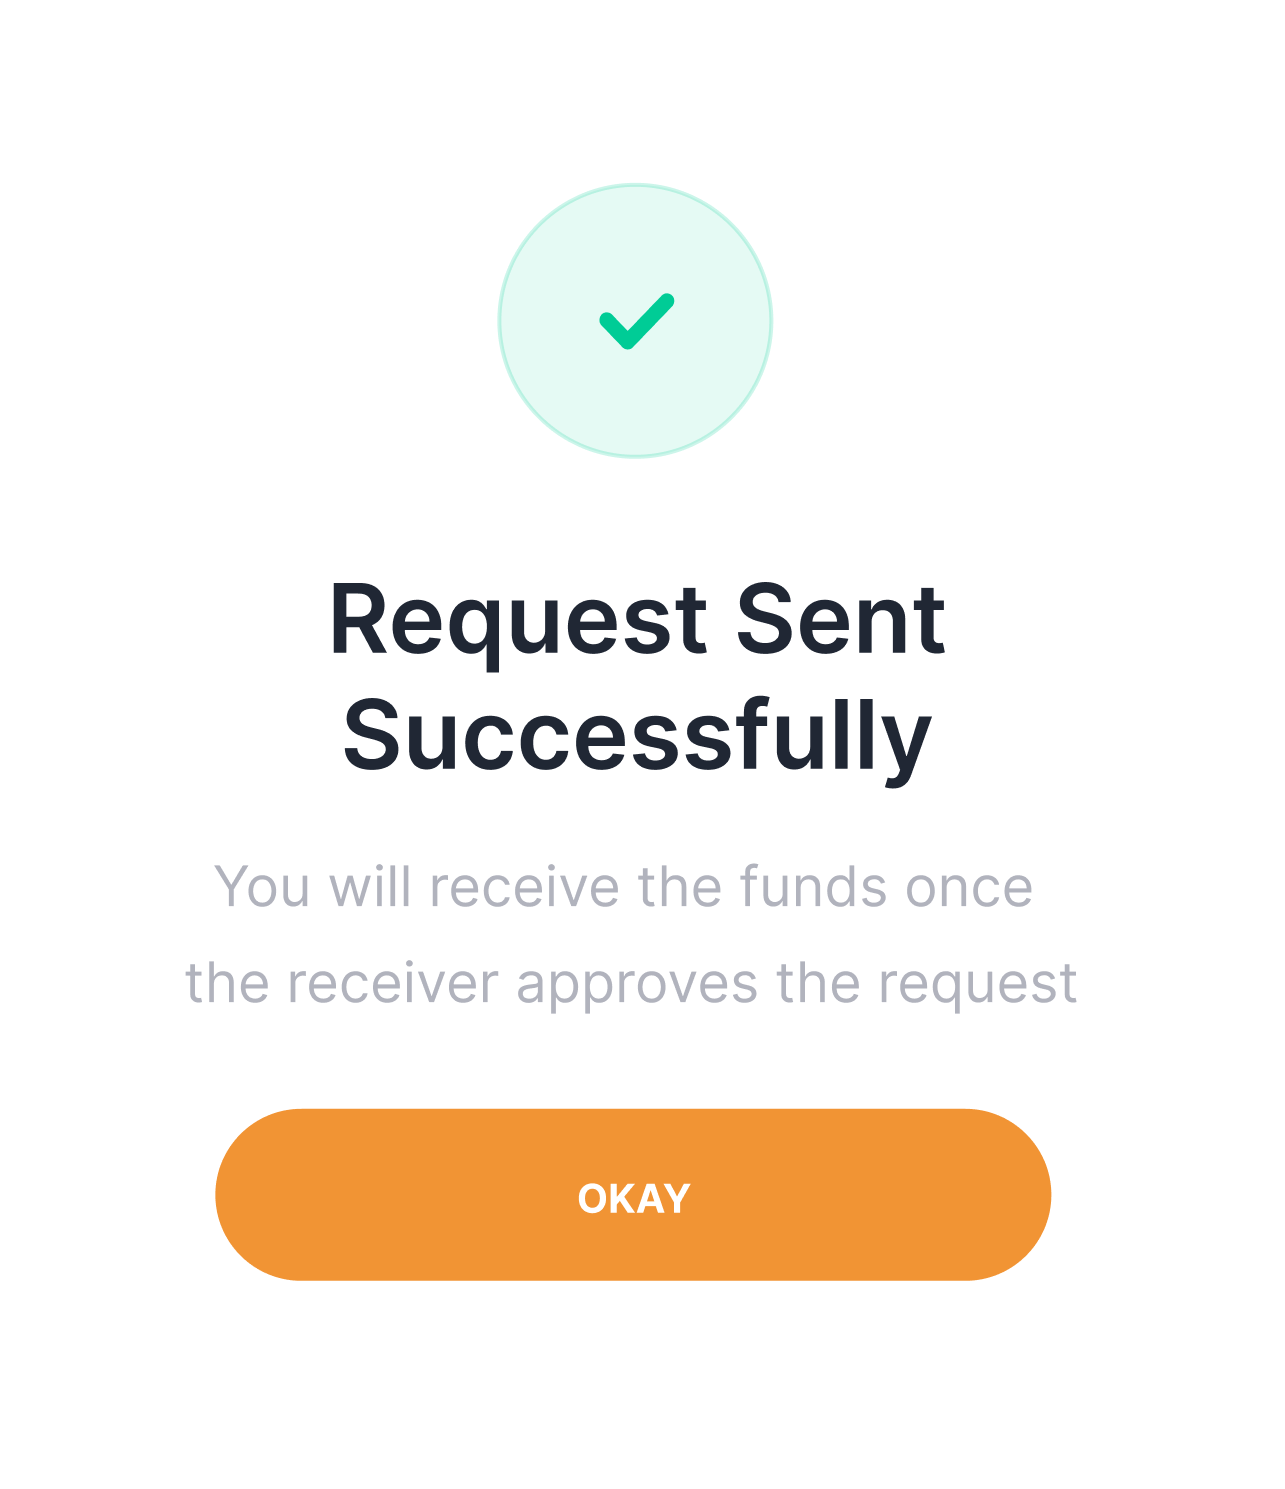 Request Sent
Successfully
You will receive the funds once
the receiver approves the request
OKAY